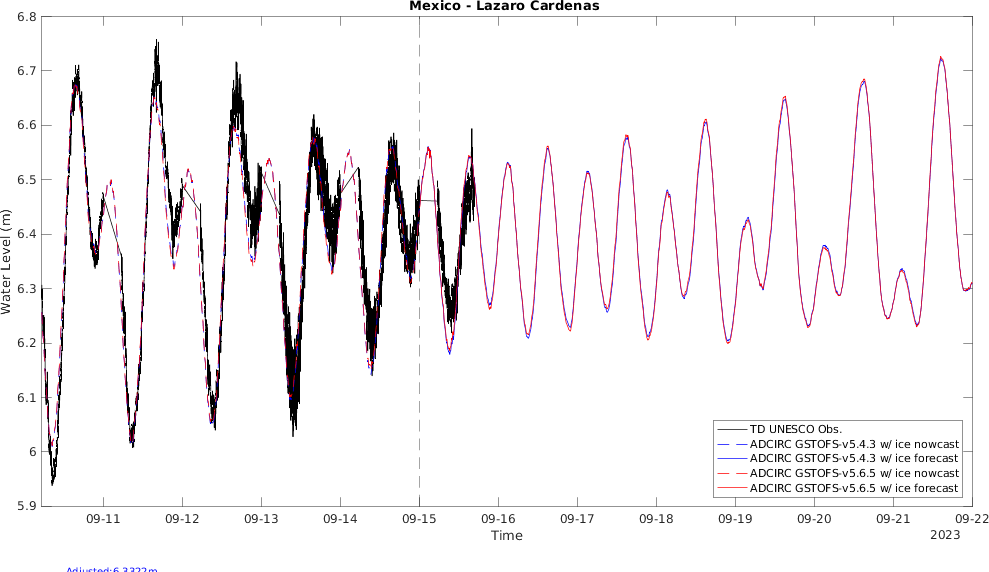 Mexico - Lazaro Cardenas
6.8
6.7
6.6
6.5
6.4
6.3
6.2
6.1
6
5.9
Water Level (m)
09-11 09-12 09-13 09-14 09-15 09-16 09-17 09-18 09-19 09-20 09-21 09-22
Time
2023
TD UNESCO Obs.
ADCIRC GSTOFS-v5.4.3 w/ ice nowcast
ADCIRC GSTOFS-v5.4.3 w/ ice forecast
ADCIRC GSTOFS-v5.6.5 w/ ice nowcast
ADCIRC GSTOFS-v5.6.5 w/ ice forecast
Adjusted:6.3322m